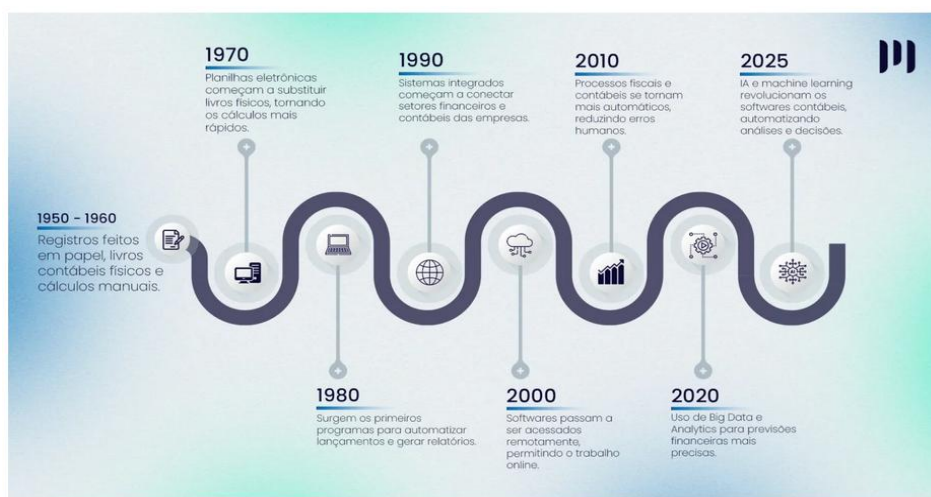 1950 - 1960
Registros feitos
em papel, livros
contábeis físicos e
cálculos manuais.
1970
Planilhas eletrônicas
começam a substituir
livros físicos, tornando
os cálculos mais
rápidos.
1980
Surgem os primeiros
programas para automatizar
lançamentos e gerar relatórios.
1990
Sistemas integrados
começam a conectar
setores financeiros e
contábeis das empresas.
2000
Softwares passam a
ser acessados
remotamente,
permitindo o trabalho
online.
2010
Processos fiscais e
contábeis se tornam
mais automáticos,
reduzindo erros
humanos.
2020
Uso de Big Data e
Analytics para previsões
financeiras mais
precisas.
2025
IA e machine learning
revolucionam os
softwares contábeis,
automatizando
análises e decisões.